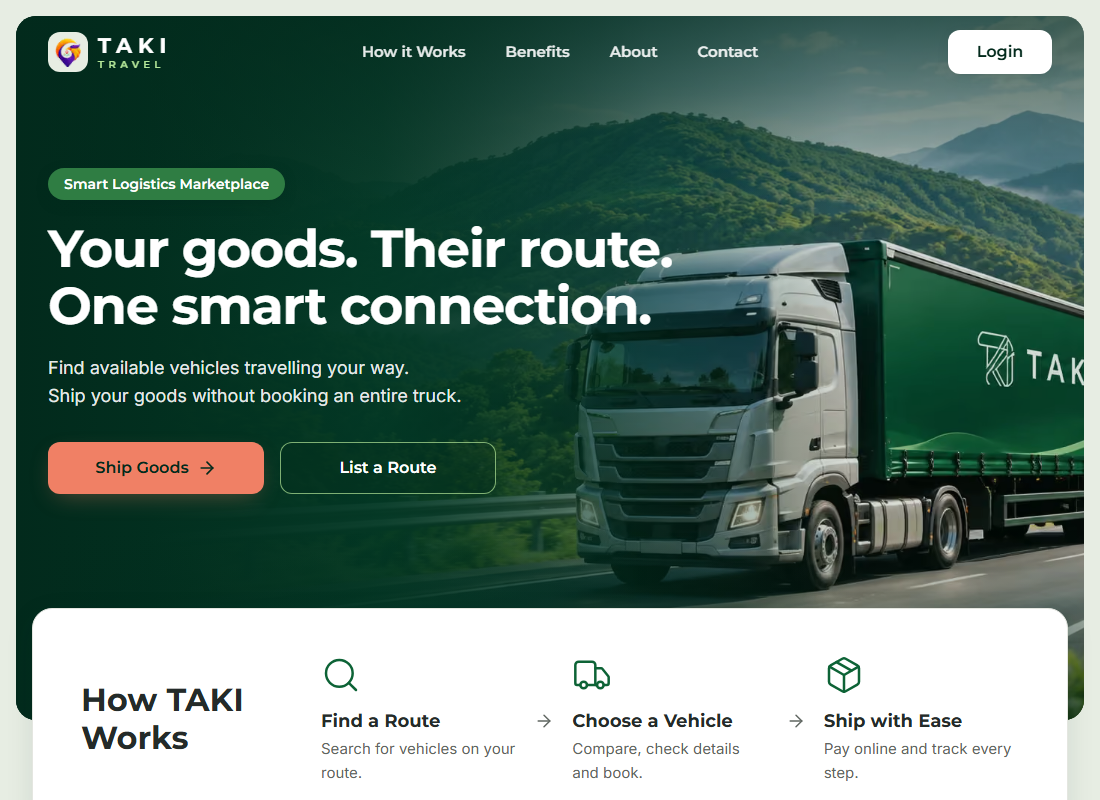 TAKI
TRAVEL
How it Works
Benefits
About
Contact
Login
Smart Logistics Marketplace
Your goods. Their route.
One smart connection.
Find available vehicles travelling your way.
Ship your goods without booking an entire truck.
Ship Goods →
List a Route
TAK
How TAKI
Works
Find a Route
Search for vehicles on your
route.
→
Choose a Vehicle
Compare, check details
and book.
→
Ship with Ease
Pay online and track every
step.